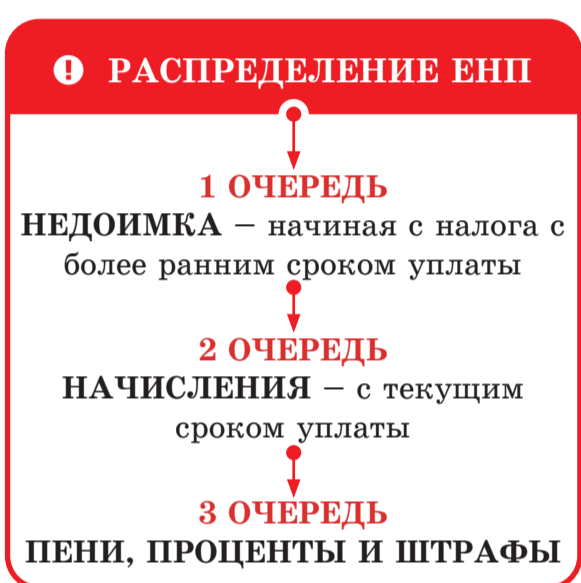 ! РАСПРЕДЕЛЕНИЕ ЕНП
1 ОЧЕРЕДЬ
НЕДОИМКА – начиная с налога с
более ранним сроком уплаты
2 ОЧЕРЕДЬ
НАЧИСЛЕНИЯ – с текущим
сроком уплаты
3 ОЧЕРЕДЬ
ПЕНИ, ПРОЦЕНТЫ И ШТРАФЫ